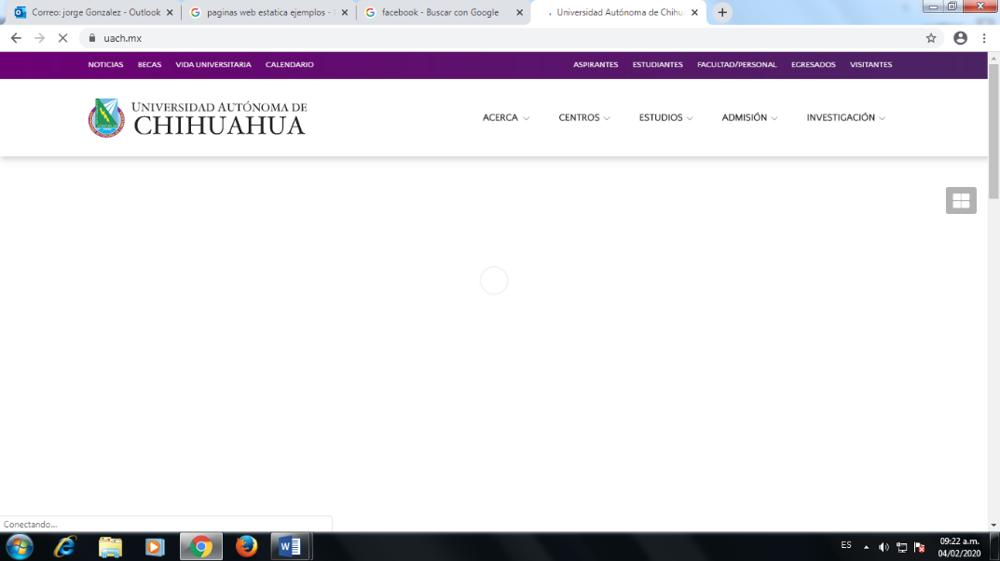 Correo: jorge Gonzalez - Outlook
paginas web estatica ejemplos -
facebook - Buscar con Google
Universidad Autónoma de Chihu
uach.mx
NOTICIAS BECAS VIDA UNIVERSITARIA CALENDARIO ASPIRANTES ESTUDIANTES FACULTAD/PERSONAL EGRESADOS VISITANTES
UNIVERSIDAD AUTÓNOMA DE
CHIHUAHUA
ACERCA CENTROS ESTUDIOS ADMISIÓN INVESTIGACIÓN
Conectando...
ES
09:22 a.m.
04/02/2020